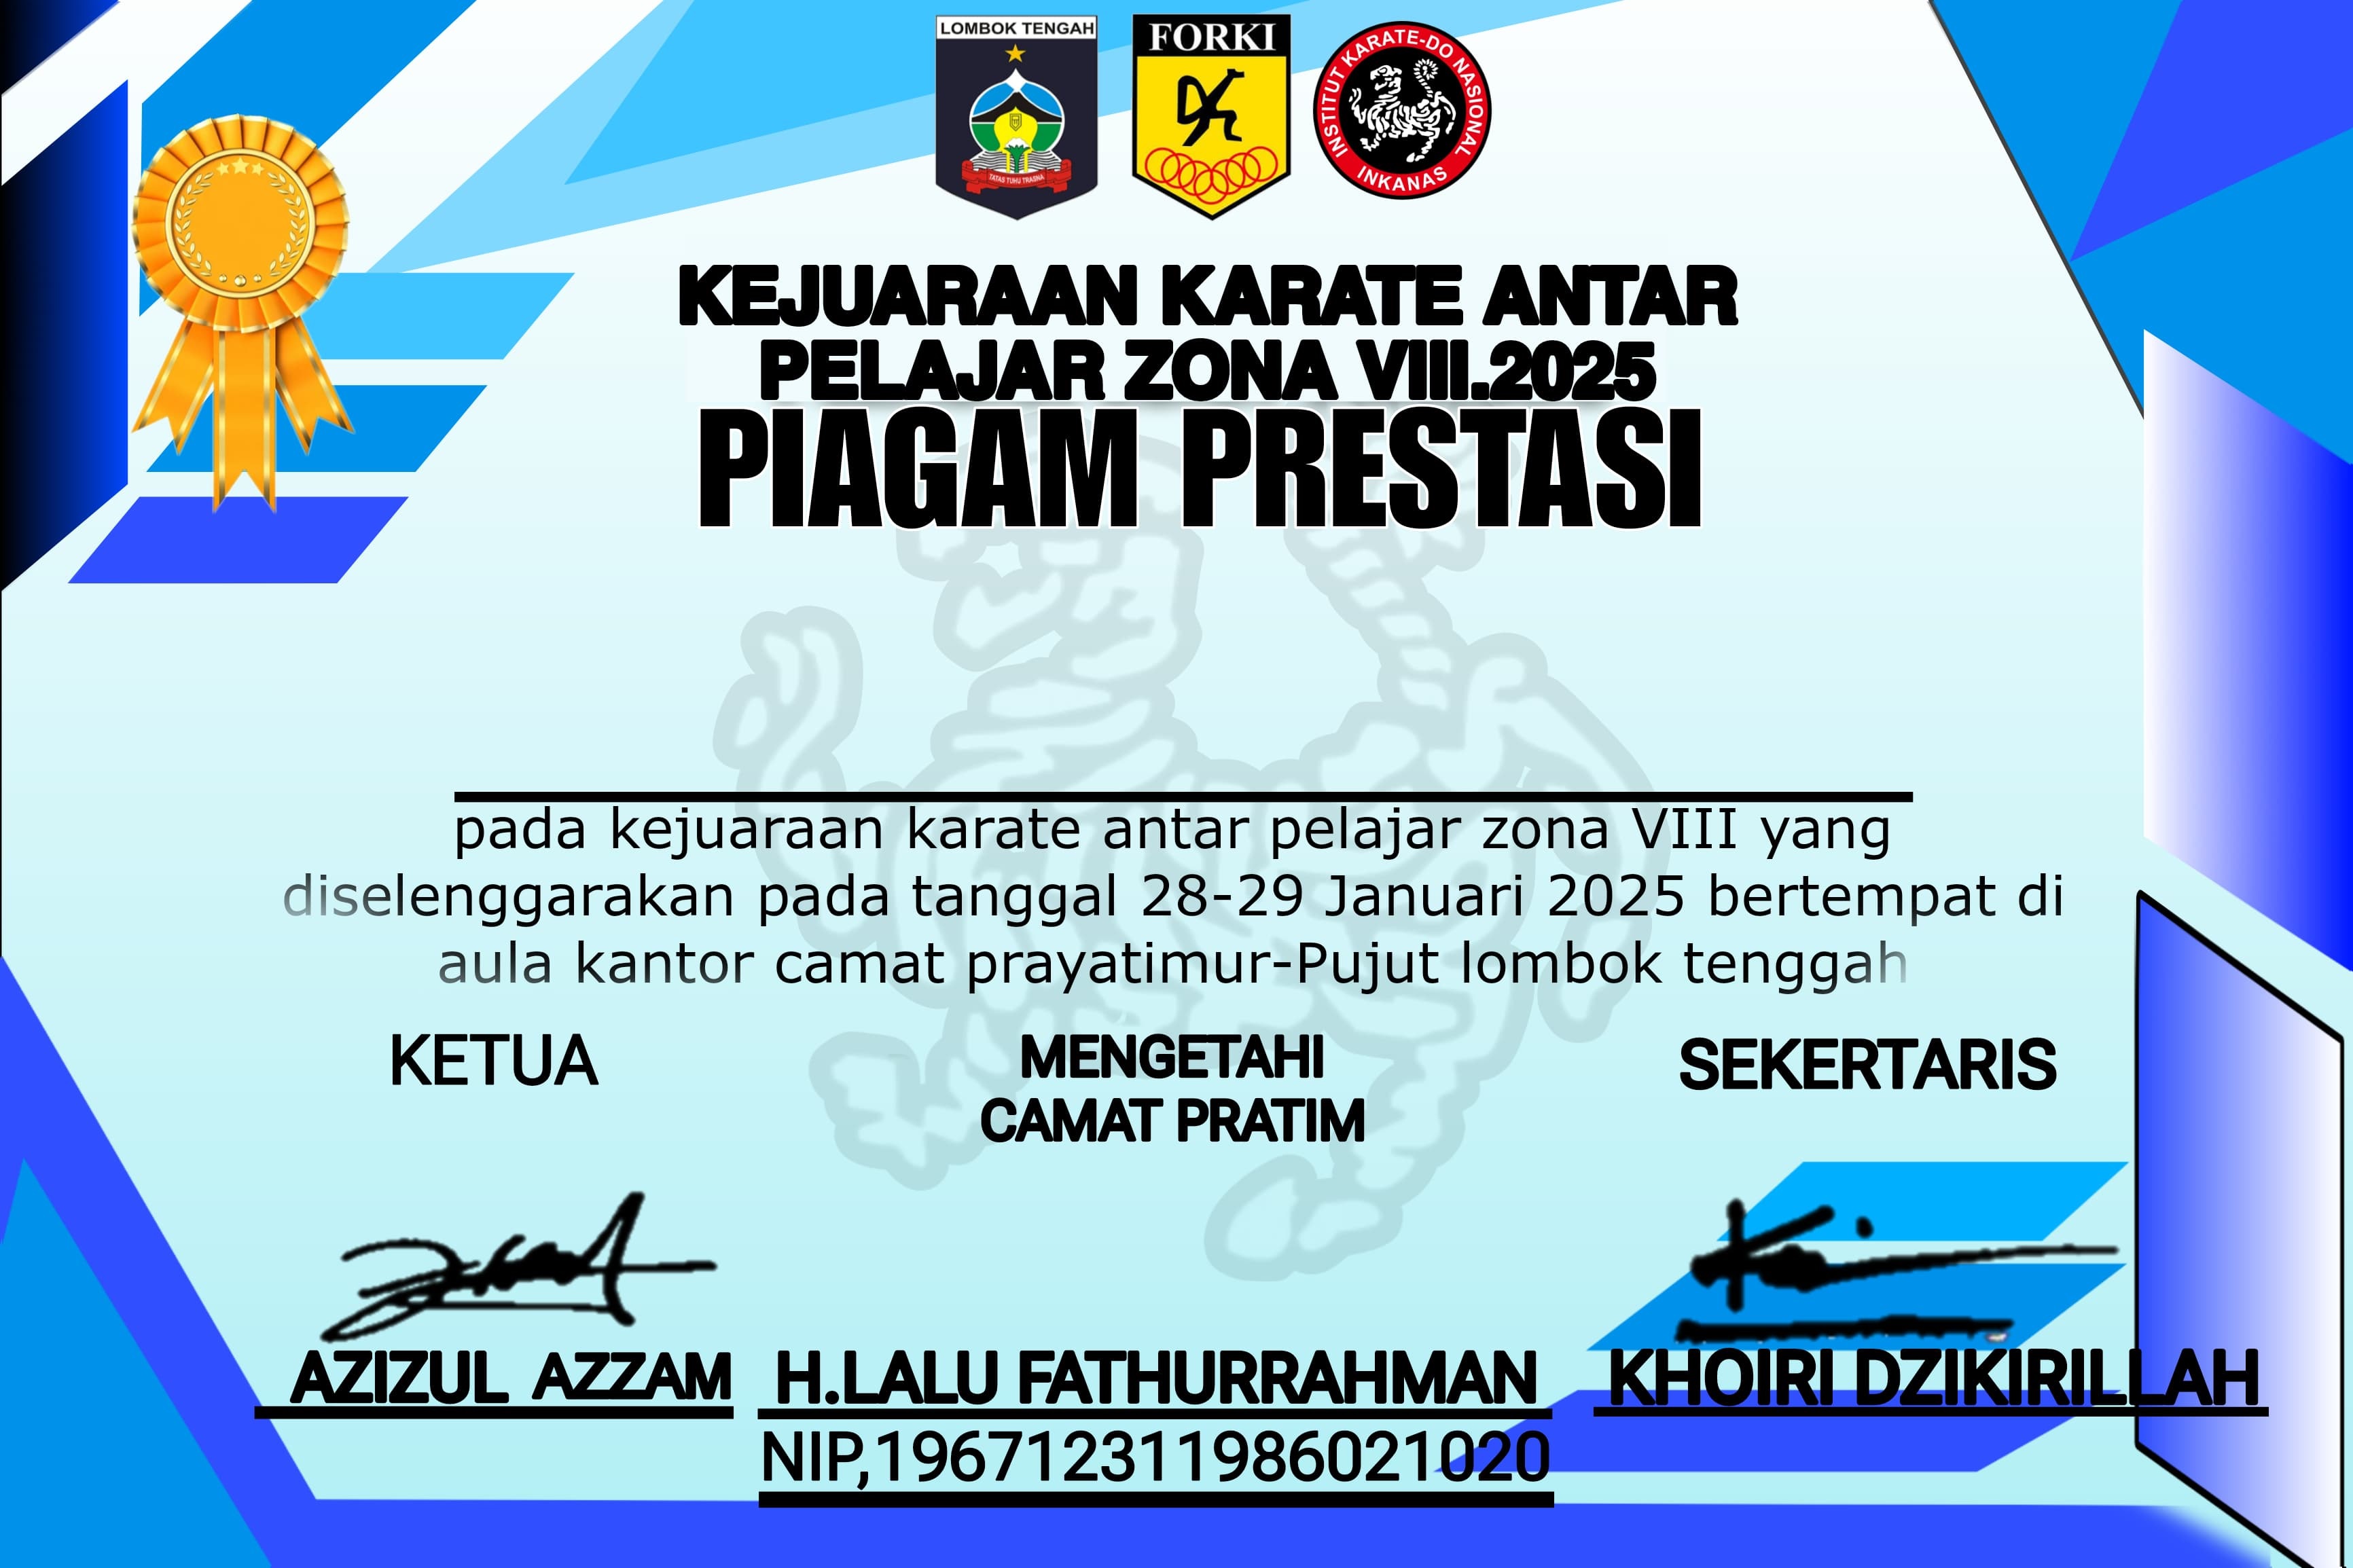 LOMBOK TENGAH
TATAS TUHU TRASNA
FORKI
INSTITUT KARATE-DO NASIONAL
INKANAS
KEJUARAAN KARATE ANTAR
PELAJAR ZONA VIII.2025
PIAGAM PRESTASI
pada kejuaraan karate antar pelajar zona VIII yang
diselenggarakan pada tanggal 28-29 Januari 2025 bertempat di
aula kantor camat prayatimur-Pujut lombok tenggah
KETUA
MENGETAHI
CAMAT PRATIM
SEKERTARIS
AZIZUL AZZAM
H.LALU FATHURRAHMAN
NIP,196712311986021020
KHOIRI DZIKIRILLAH